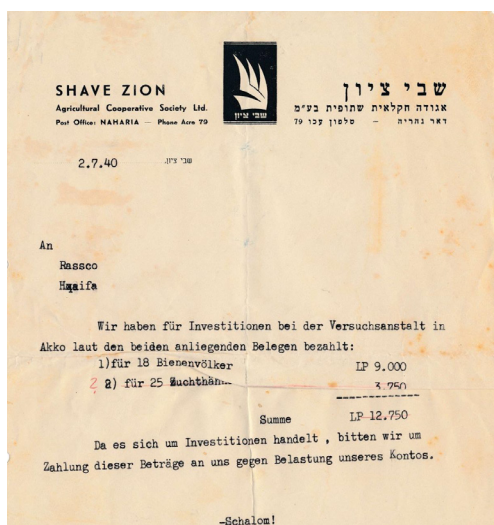 SHAVE ZION
Agricultural Cooperative Society Ltd.
Post Office: NAHARIA — Phone Acre 79
שבי ציון
שבי ציון
אגודה חקלאית שתופית בע"מ
דאר נהריה – טלפון עכו 79
2.7.40
שבי ציון.
An
Rassco
Haifa
Wir haben für Investitionen bei der Versuchsanstalt in
Akko laut den beiden anliegenden Belegen bezahlt:
1)für 18 Bienenvölker LP 9.000
? 2) für 25 3.750
Summe LP 12.750
Da es sich um Investitionen handelt , bitten wir um
Zahlung dieser Beträge an uns gegen Belastung unseres Kontos.
-Schalom!